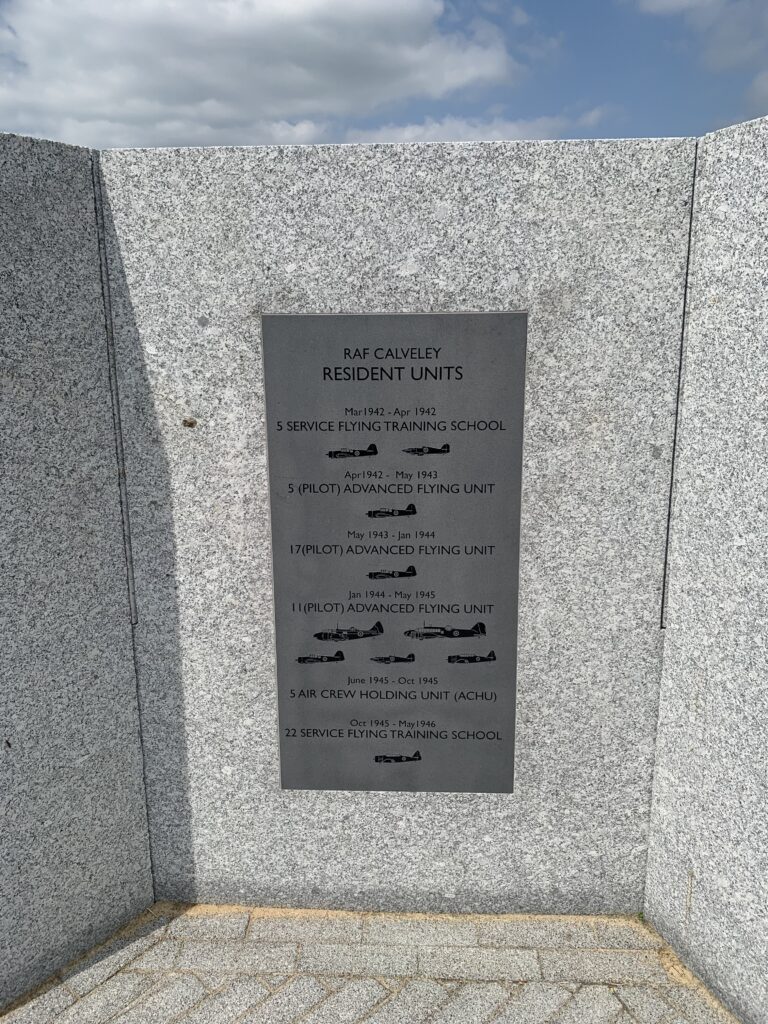 RAF CALVELEY
RESIDENT UNITS
Mar1942 - Apr 1942
5 SERVICE FLYING TRAINING SCHOOL
Apr1942 - May 1943
5 (PILOT) ADVANCED FLYING UNIT
May 1943 - Jan 1944
17(PILOT) ADVANCED FLYING UNIT
Jan 1944 - May 1945
11(PILOT) ADVANCED FLYING UNIT
June 1945 - Oct 1945
5 AIR CREW HOLDING UNIT (ACHU)
Oct 1945 - May1946
22 SERVICE FLYING TRAINING SCHOOL